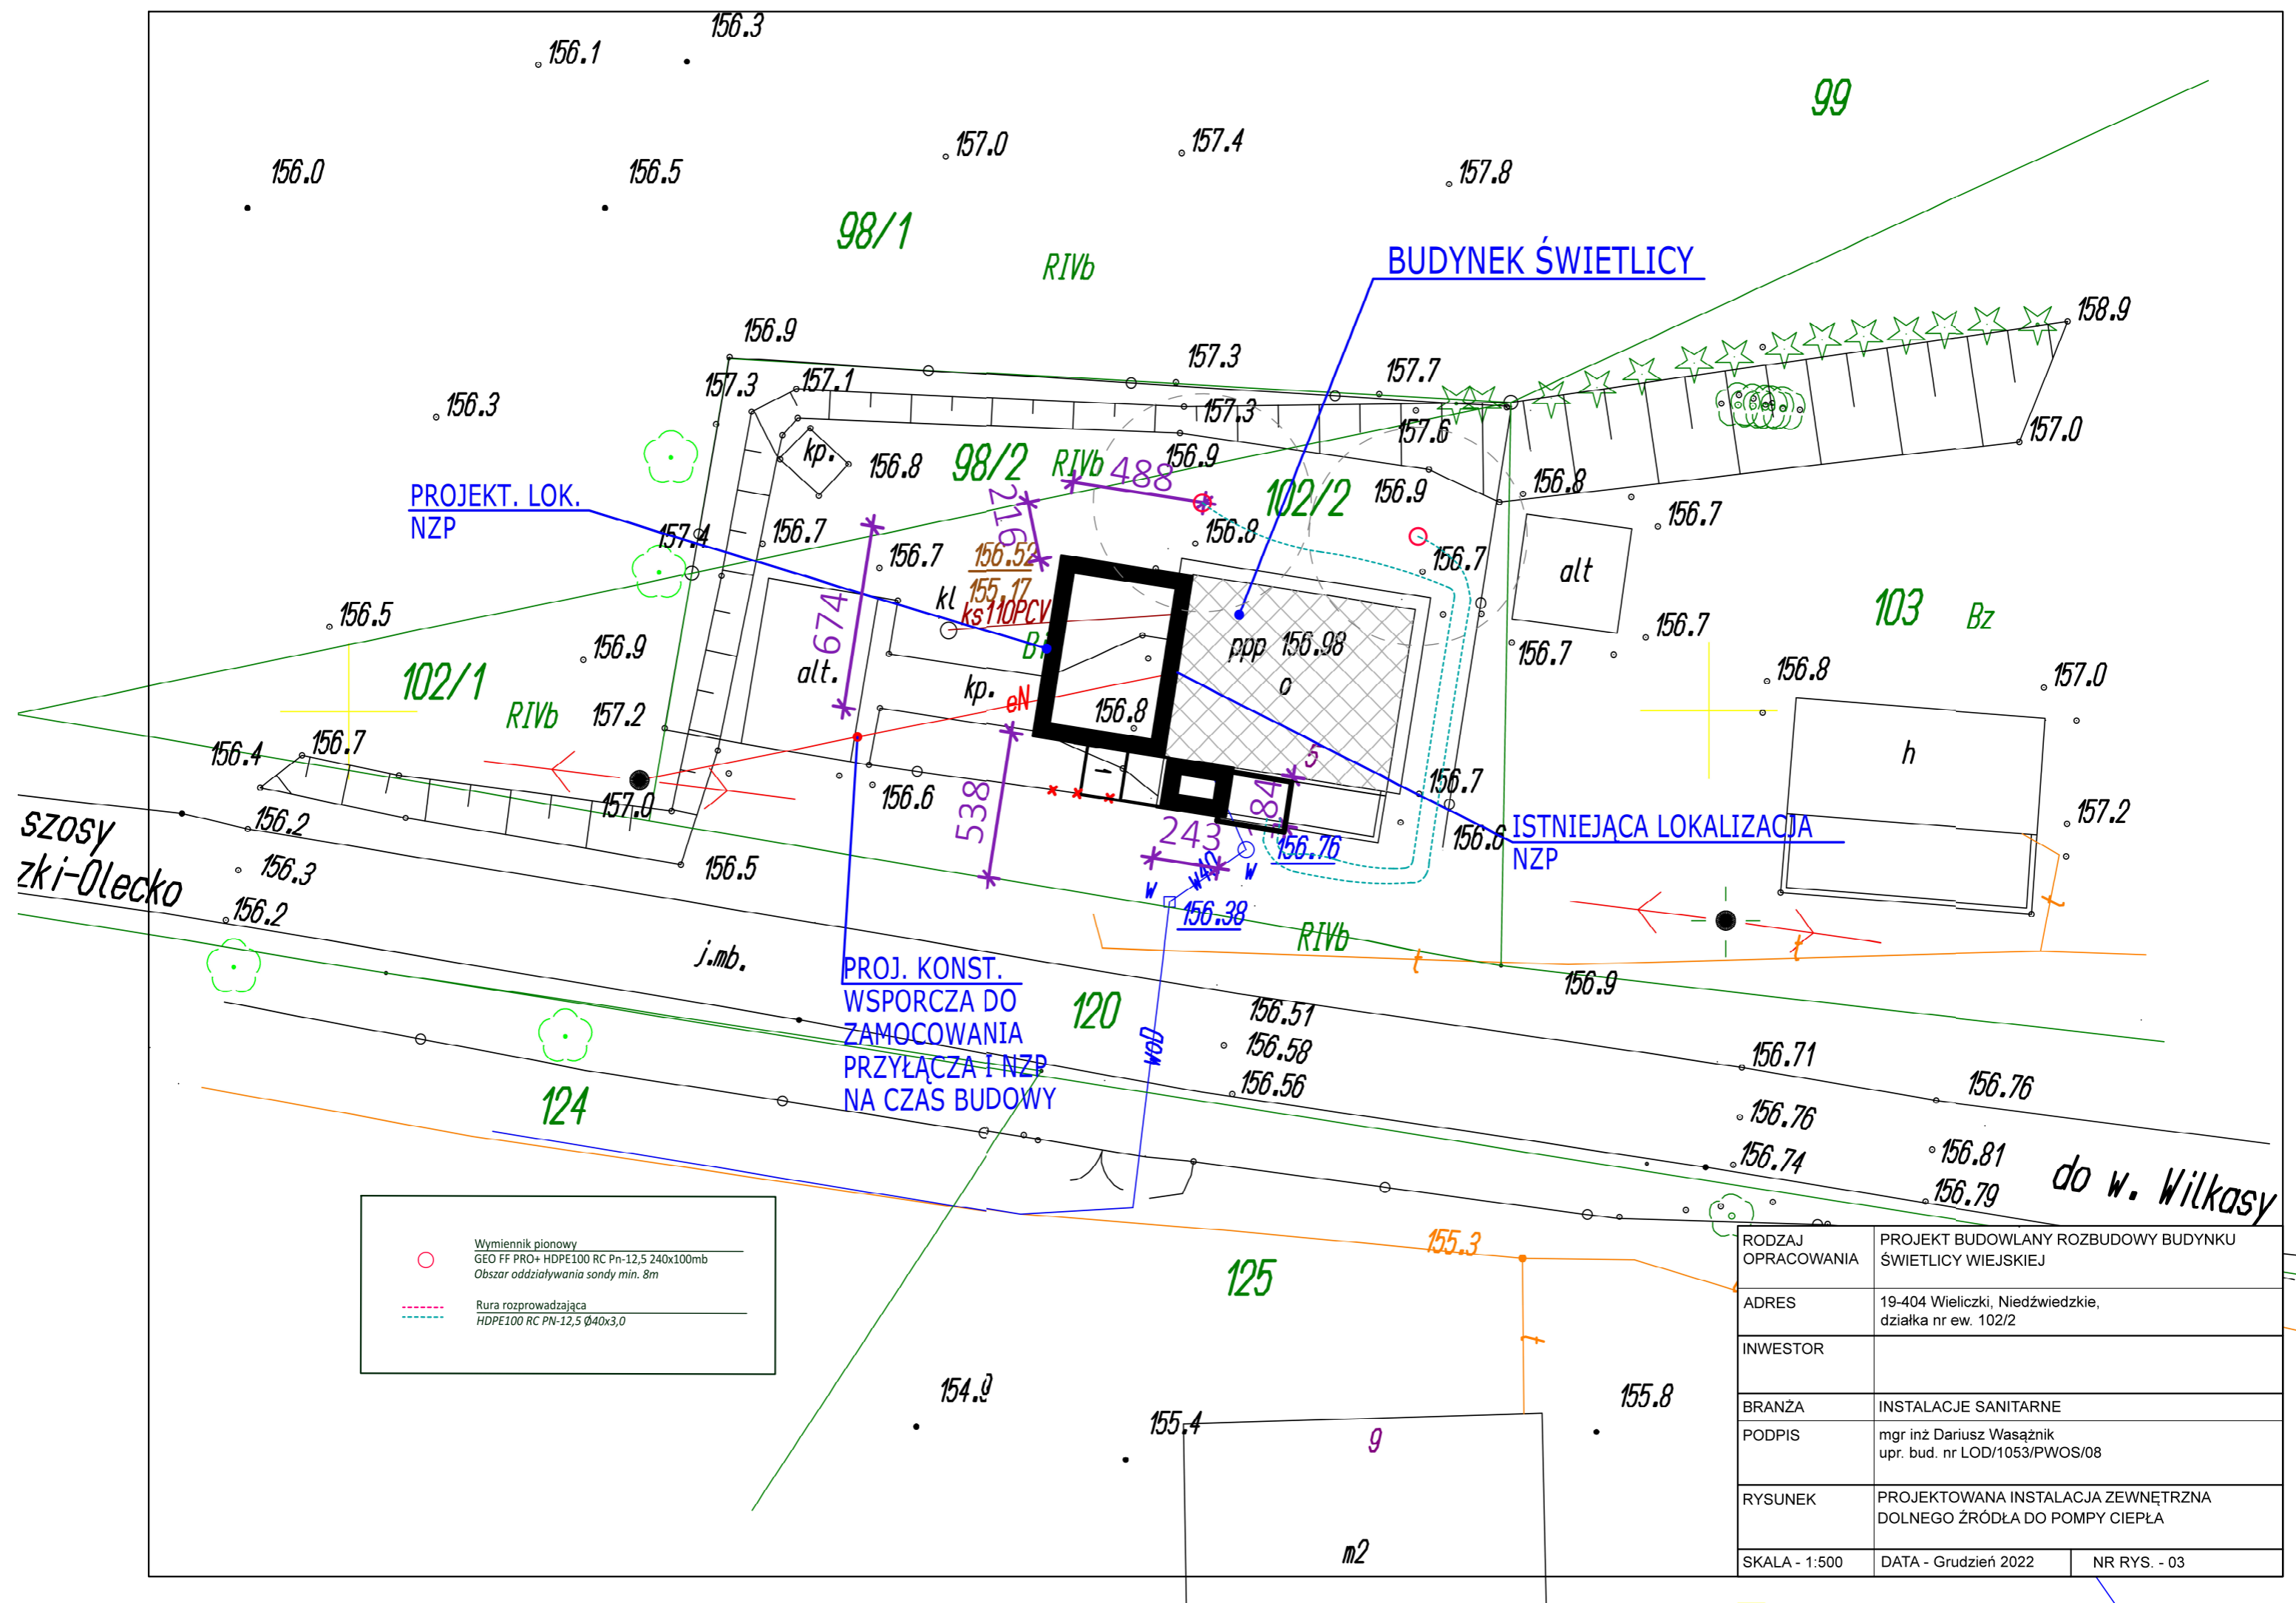 156.3
156.1
99
157.0
157.4
156.0
156.5
157.8
98/1
RIVb
BUDYNEK ŚWIETLICY
158.9
156.9
157.3
157.7
157.3
157.1
156.3
157.3
157.6
157.0
kp.
156.8
98/2
RIVb
488
156.9
156.9
156.8
102/2
PROJEKT. LOK.
NZP
216
156.7
157.4
156.7
156.7
156.8
156.52
155.17
156.7
alt
kl
ks110PCV
103
Bz
156.5
674
156.7
156.9
ppp 156.98
156.7
o
102/1
alt.
kp.
156.8
157.0
RIVb
157.2
eN
156.8
156.4
156.7
h
5
156.7
157.0
156.6
184
157.2
szosy
156.2
538
243
156.76
156.6
ISTNIEJĄCA LOKALIZACJA
NZP
zki-Olecko
156.3
156.5
w
w42
w
156.2
156.38
t
RIVb
j.mb.
t
t
PROJ. KONST.
WSPORCZA DO
ZAMOCOWANIA
PRZYŁĄCZA I NZP
NA CZAS BUDOWY
156.9
120
156.51
woD
156.58
156.71
156.56
156.76
124
156.76
156.74
156.81
do w. Wilkasy
156.79
Wymiennik pionowy
GEO FF PRO+ HDPE100 RC Pn-12,5 240x100mb
Obszar oddziaływania sondy min. 8m
Rura rozprowadzająca
HDPE100 RC PN-12,5 Ø40x3,0
155.3
125
t
154.9
155.4
9
155.8
m2
RODZAJ OPRACOWANIA
PROJEKT BUDOWLANY ROZBUDOWY BUDYNKU
ŚWIETLICY WIEJSKIEJ
ADRES
19-404 Wieliczki, Niedźwiedzkie,
działka nr ew. 102/2
INWESTOR
BRANŻA
INSTALACJE SANITARNE
PODPIS
mgr inż Dariusz Wasążnik
upr. bud. nr LOD/1053/PWOS/08
RYSUNEK
PROJEKTOWANA INSTALACJA ZEWNĘTRZNA
DOLNEGO ŹRÓDŁA DO POMPY CIEPŁA
SKALA - 1:500
DATA - Grudzień 2022
NR RYS. - 03